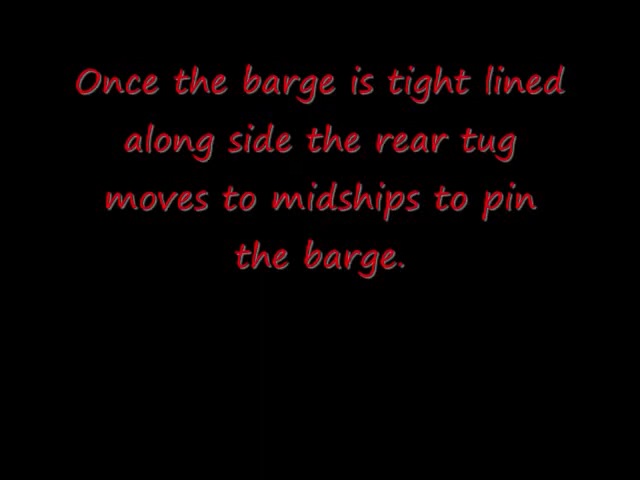 Once the barge is tight lined
along side the rear tug
moves to midships to pin
the barge.